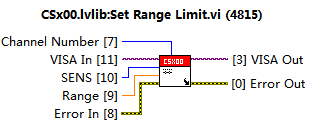 CSx00.lvlib:Set Range Limit.vi (4815)
Channel Number [7]
VISA In [11]
SENS [10]
Range [9]
Error In [8]
CSX00
[3] VISA Out
[0] Error Out